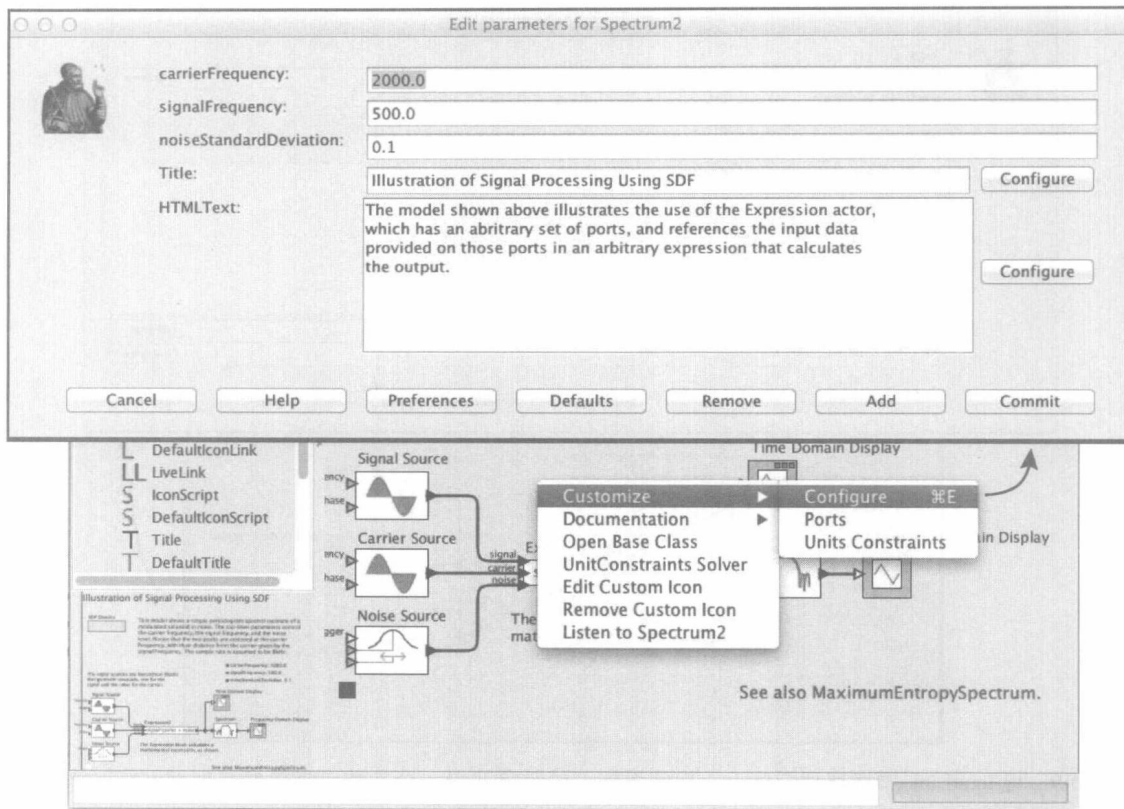 Edit parameters for Spectrum2
carrierFrequency:
2000.0
signalFrequency:
500.0
noiseStandardDeviation:
0.1
Title:
Illustration of Signal Processing Using SDF
Configure
HTMLText:
The model shown above illustrates the use of the Expression actor,
which has an abritrary set of ports, and references the input data
provided on those ports in an arbitrary expression that calculates
the output.
Configure
Cancel
Help
Preferences
Defaults
Remove
Add
Commit
DefaultIconLink
LiveLink
IconScript
DefaultIconScript
Title
DefaultTitle
Signal Source
Carrier Source
Noise Source
signal
carrier
noise
Time Domain Display
Customize
Documentation
Open Base Class
UnitConstraints Solver
Edit Custom Icon
Remove Custom Icon
Listen to Spectrum2
Configure ⌘E
Ports
Units Constraints
Display
The
See also MaximumEntropySpectrum.
Illustration of Signal Processing Using SDF